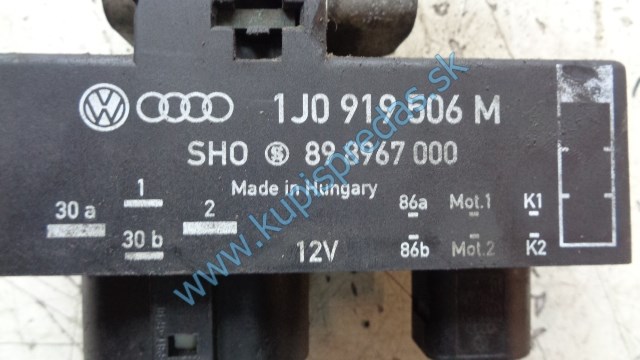 1J0 919 506 M
SHO 89 8967 000
Made in Hungary
30 a 1 2 86a Mot.1 K1
30 b 12V 86b Mot.2 K2
www.kupispredas.sk